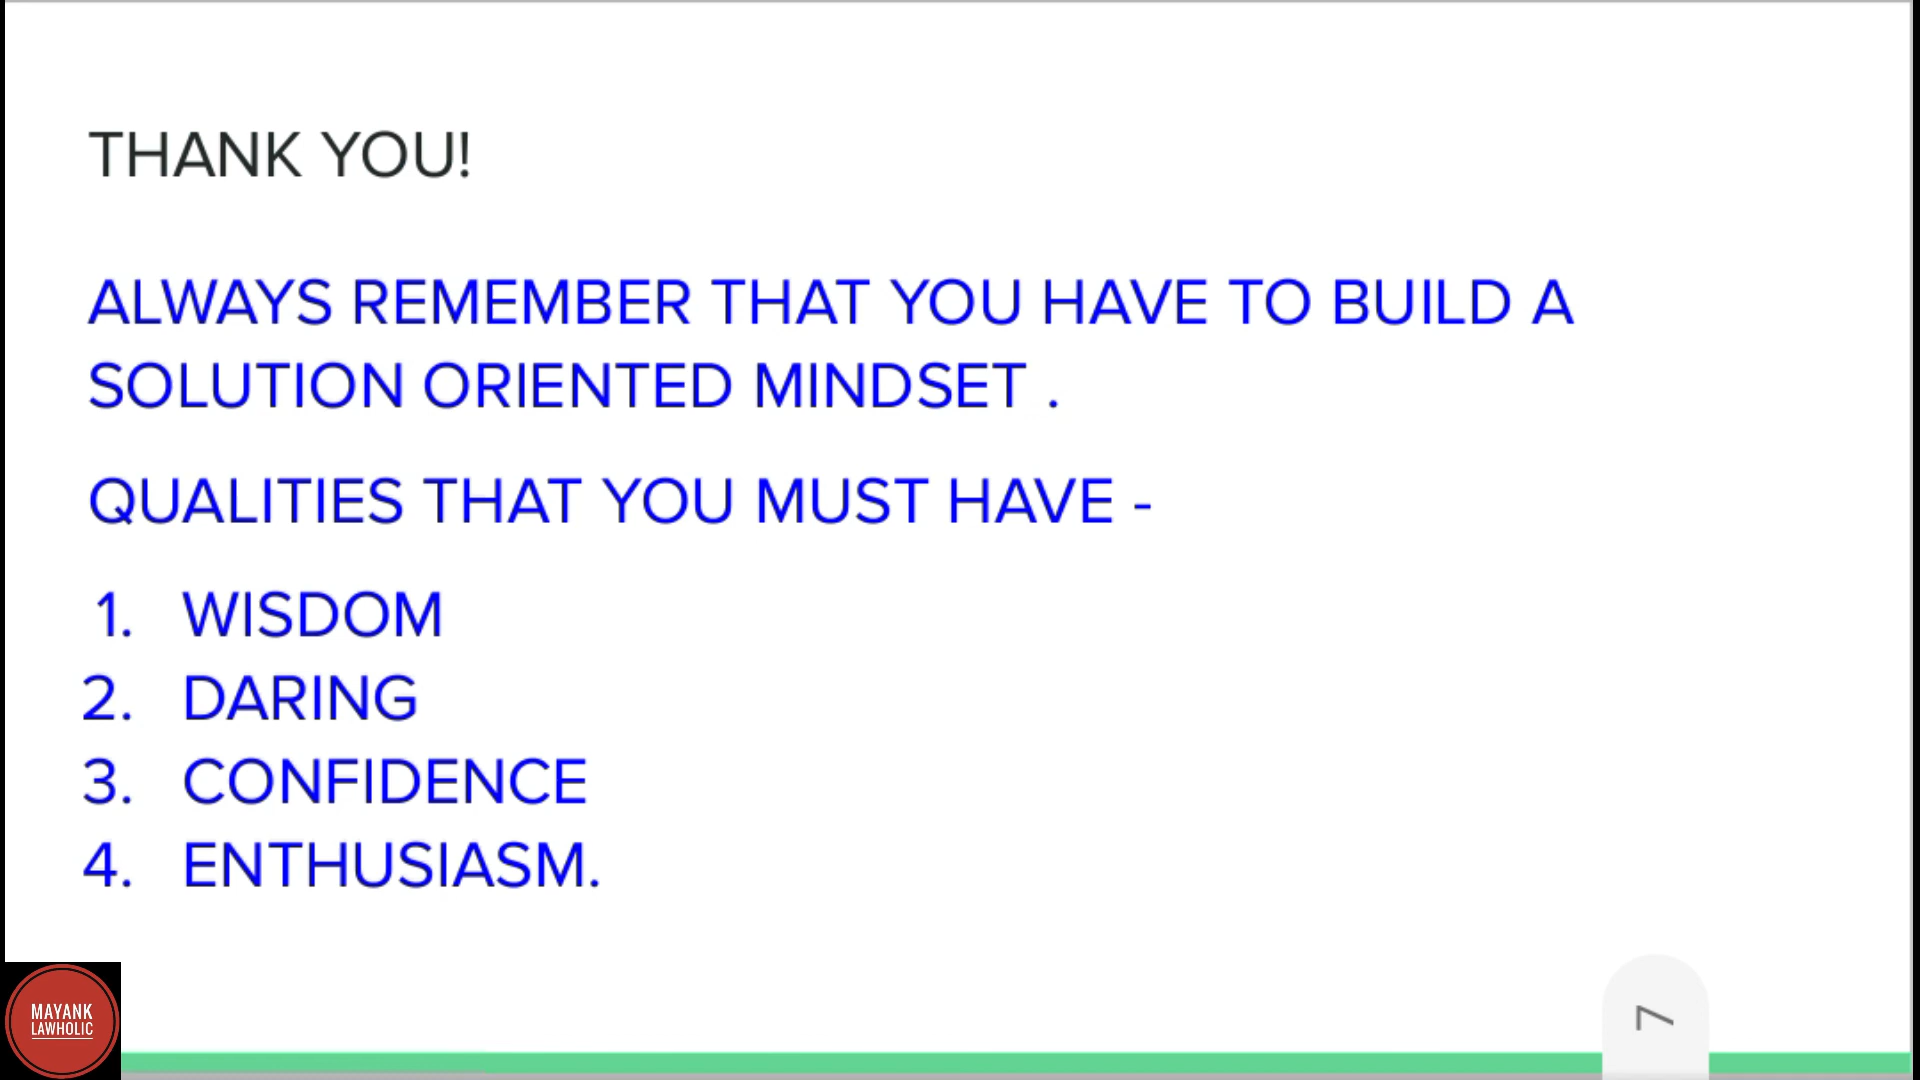 THANK YOU!
ALWAYS REMEMBER THAT YOU HAVE TO BUILD A
SOLUTION ORIENTED MINDSET .
QUALITIES THAT YOU MUST HAVE -
1. WISDOM
2. DARING
3. CONFIDENCE
4. ENTHUSIASM.
MAYANK
LAWHOLIC
7